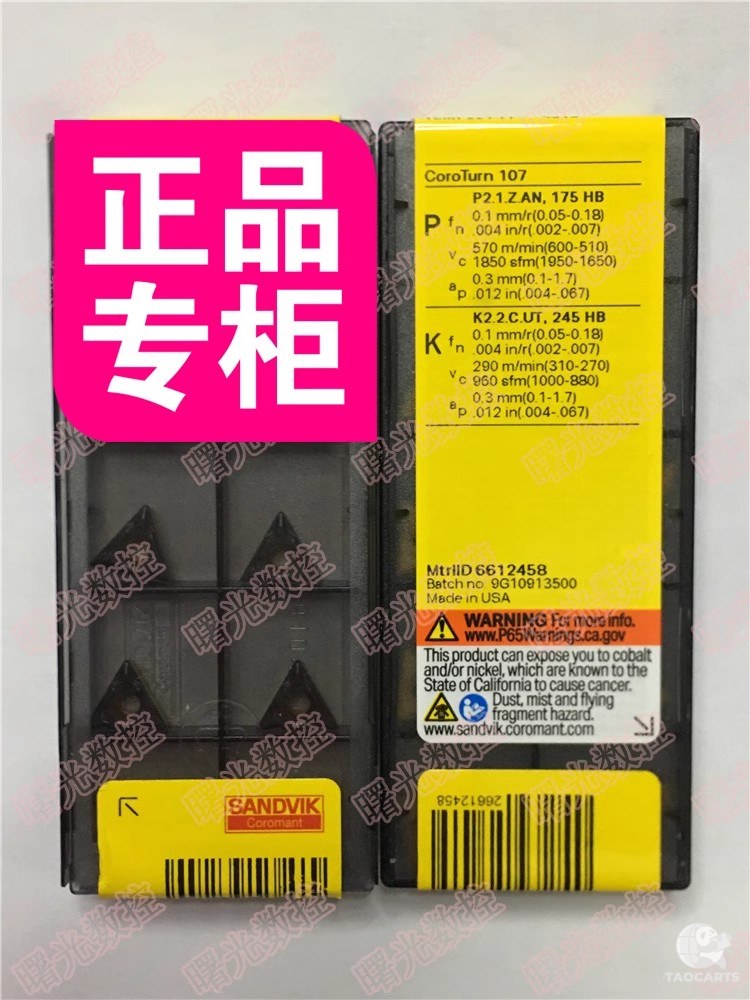 正品
专柜
CoroTurn 107
P2.1.Z.AN, 175 HB
P fn 0.1 mm/r(0.05-0.18)
.004 in/r(.002-.007)
vc 570 m/min(600-510)
1850 sfm(1950-1650)
ap 0.3 mm(0.1-1.7)
.012 in(.004-.067)
K2.2.C.UT, 245 HB
K fn 0.1 mm/r(0.05-0.18)
.004 in/r(.002-.007)
vc 290 m/min(310-270)
960 sfm(1000-880)
ap 0.3 mm(0.1-1.7)
.012 in(.004-.067)
MtrlID 6612458
Batch no. 9G10913500
Made in USA
WARNING For more info.
www.P65Warnings.ca.gov
This product can expose you to cobalt
and/or nickel, which are known to the
State of California to cause cancer.
Dust, mist and flying
fragment hazard.
www.sandvik.coromant.com
SANDVIK
Coromant
26612458
曙光数控
TAOCARTS